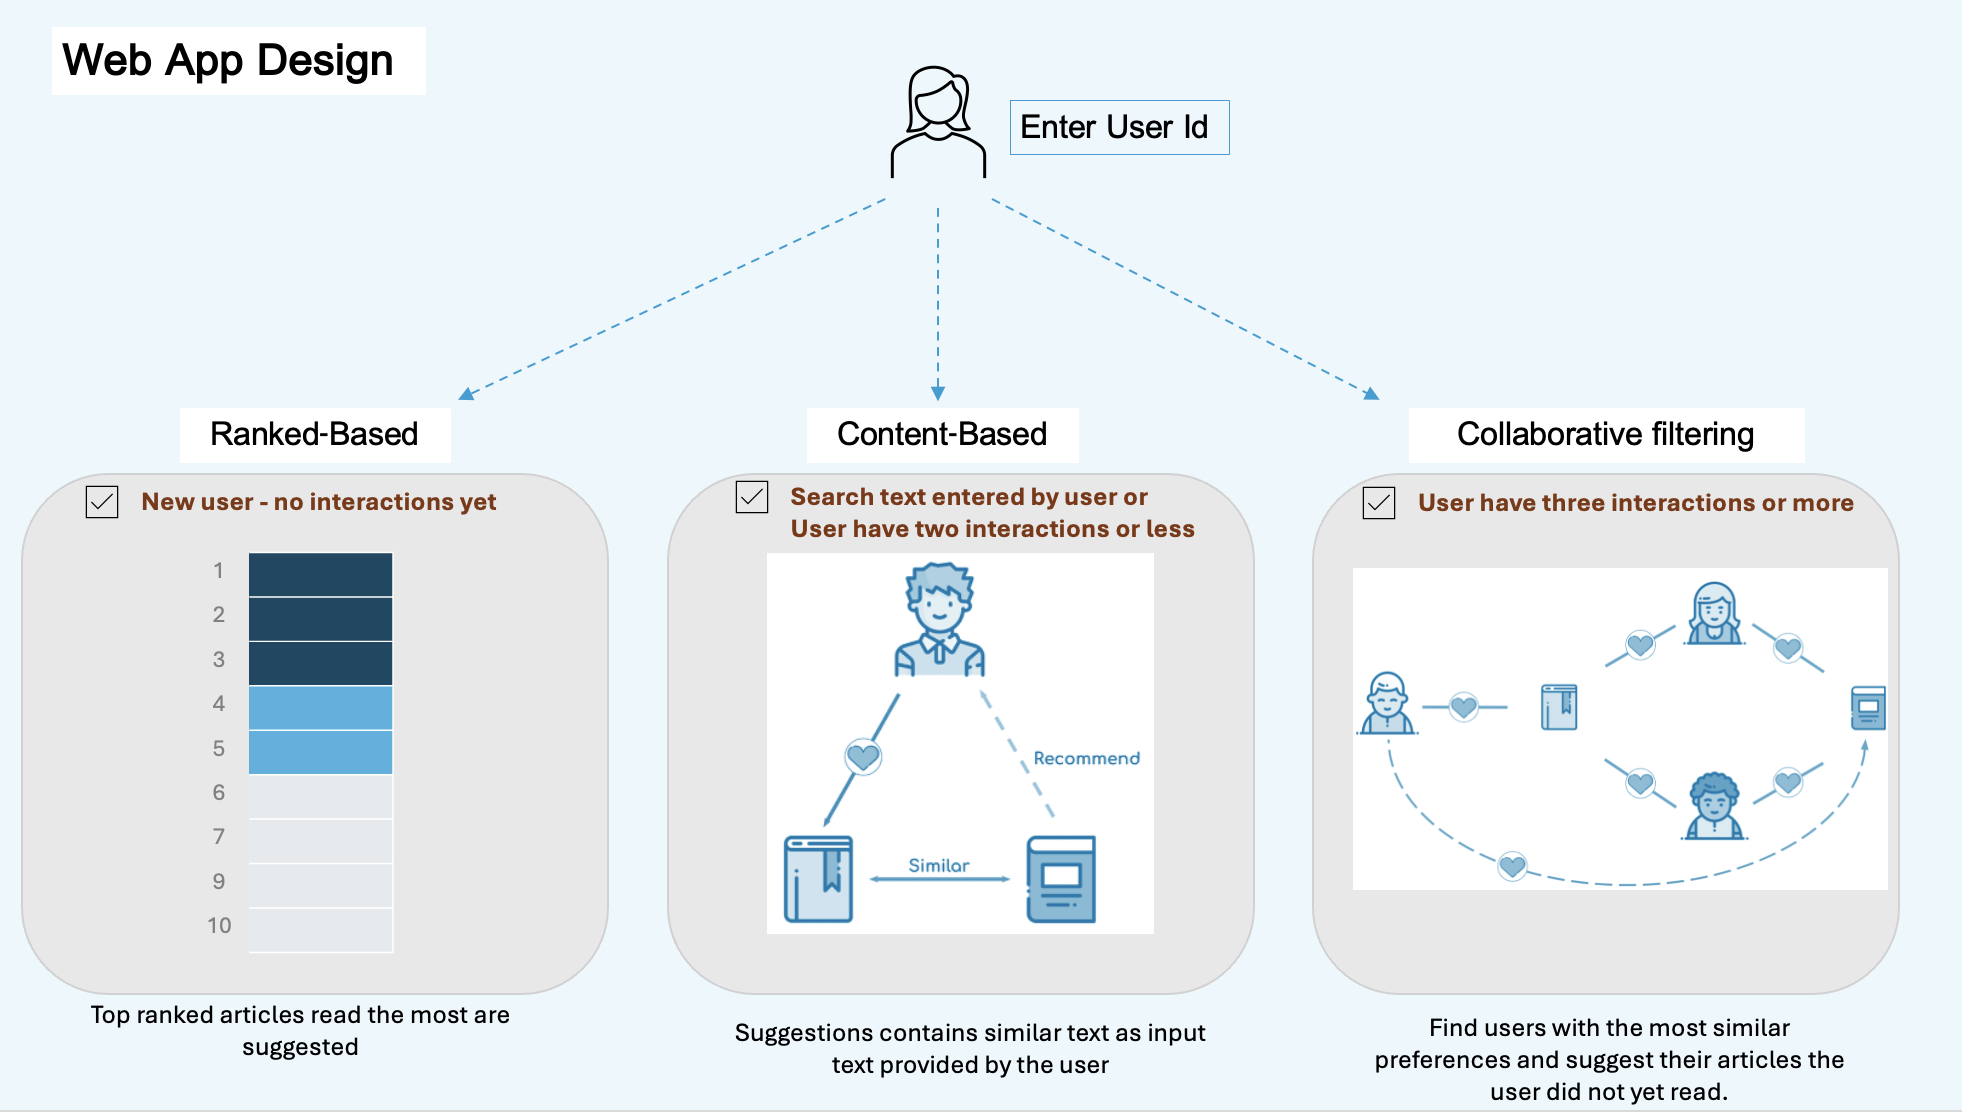 Web App Design
Enter User Id
Ranked-Based
New user - no interactions yet
1
2
3
4
5
6
7
9
10
Top ranked articles read the most are
suggested
Content-Based
Search text entered by user or
User have two interactions or less
Recommend
Similar
Suggestions contains similar text as input
text provided by the user
Collaborative filtering
User have three interactions or more
Find users with the most similar
preferences and suggest their articles the
user did not yet read.